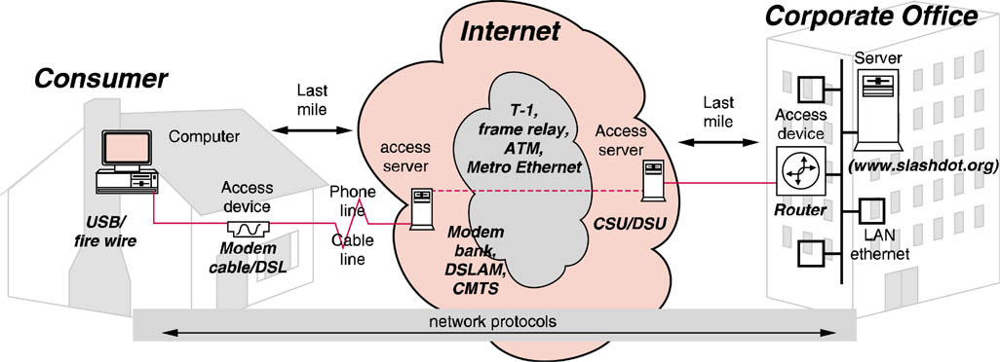 Consumer
Computer
USB/
fire wire
Access
device
Modem
cable/DSL
Last
mile
Phone
line
Cable
line
Internet
access
server
Modem
bank,
DSLAM,
CMTS
T-1,
frame relay,
ATM,
Metro Ethernet
Access
server
CSU/DSU
Last
mile
Corporate Office
Server
Access
device
(www.slashdot.org)
Router
LAN
ethernet
network protocols